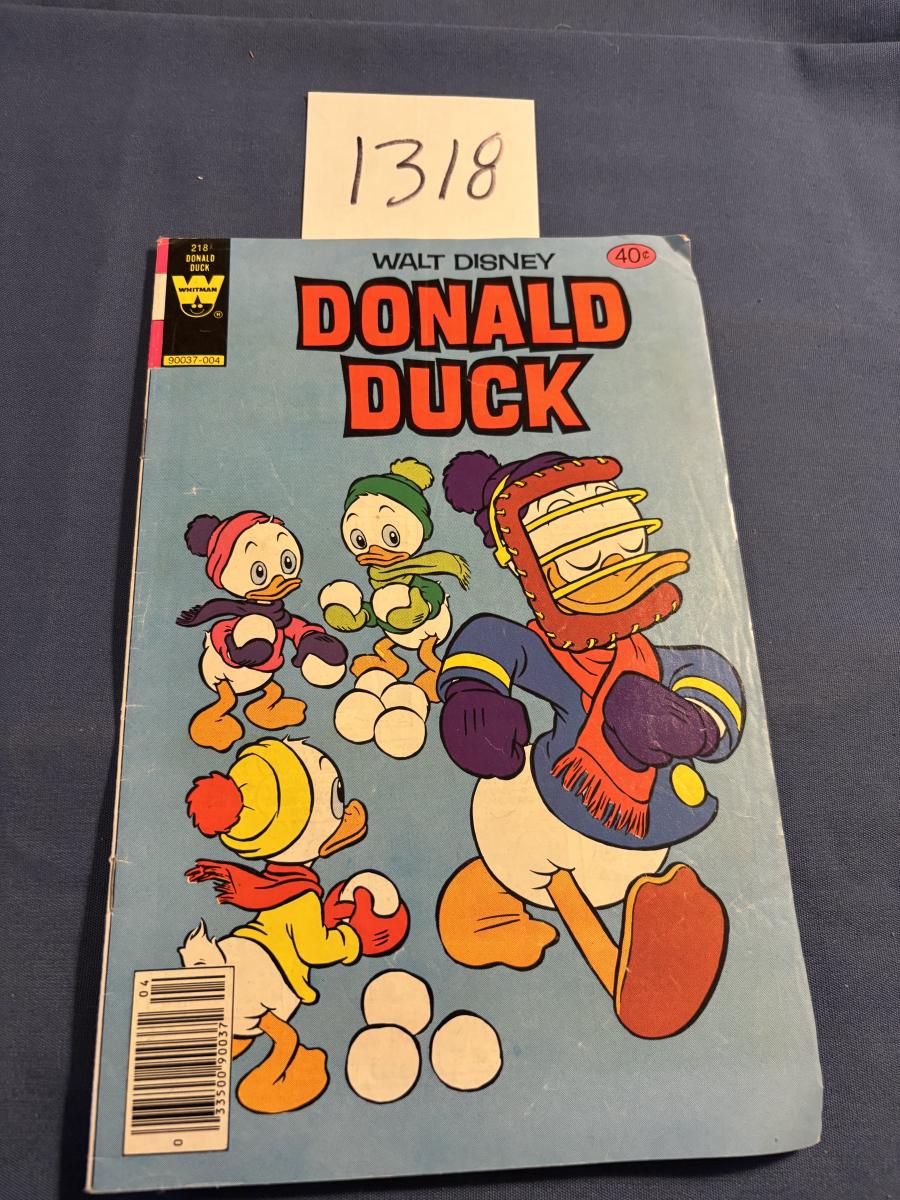 1318
218
DONALD
DUCK
WHITMAN
®
90037-004
WALT DISNEY
40¢
DONALD
DUCK
04
33500 90037
0